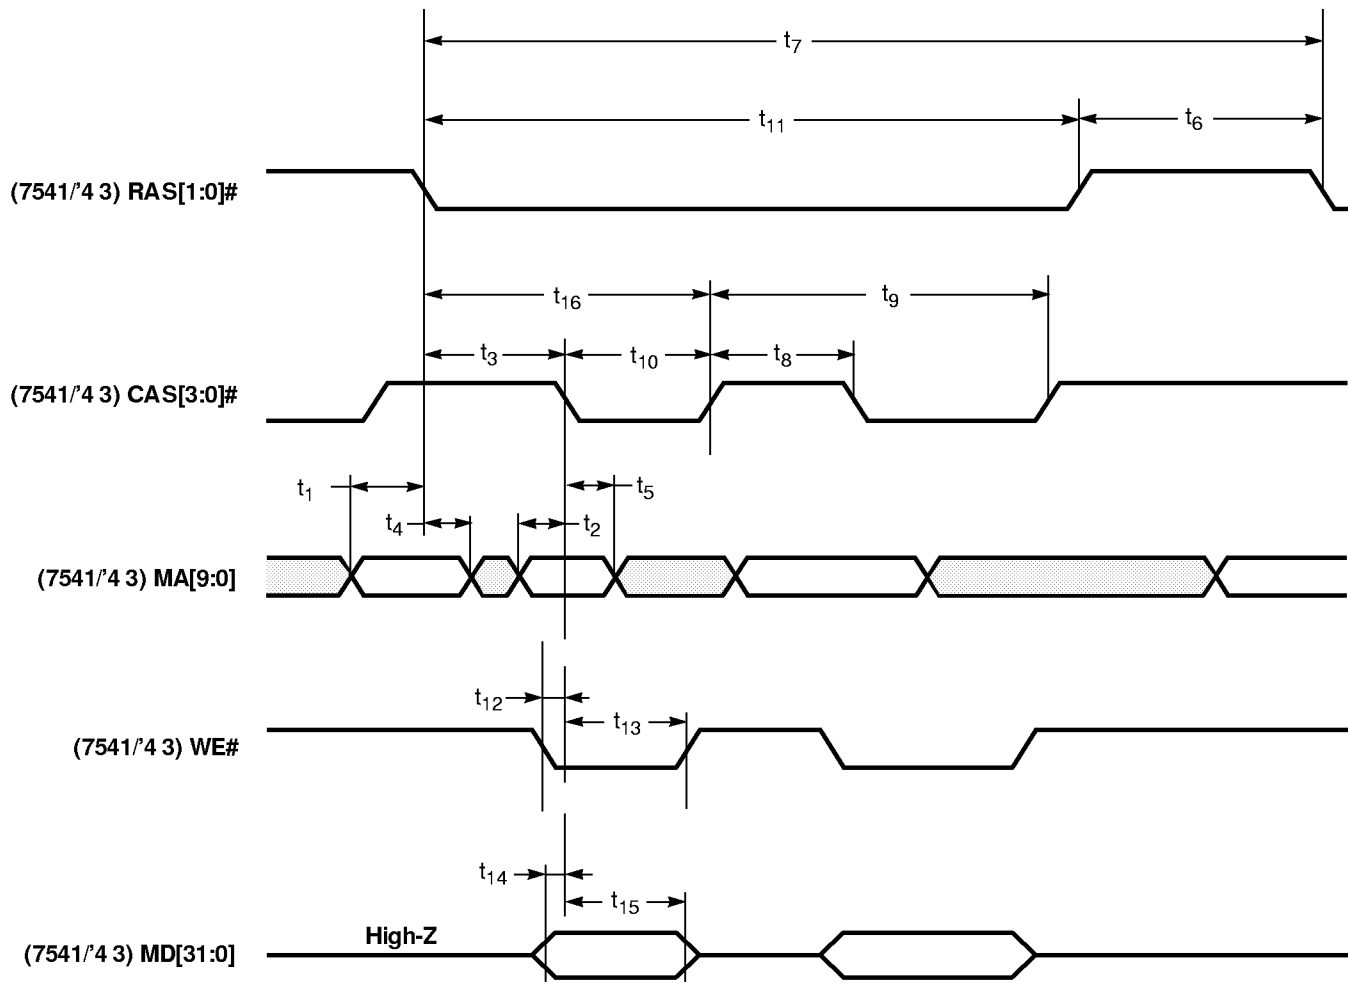 t7
t11
t6
(7541/'4 3) RAS[1:0]#
t16
t9
t3
t10
t8
(7541/'4 3) CAS[3:0]#
t1
t5
t4
t2
(7541/'4 3) MA[9:0]
t12
t13
(7541/'4 3) WE#
t14
t15
High-Z
(7541/'4 3) MD[31:0]